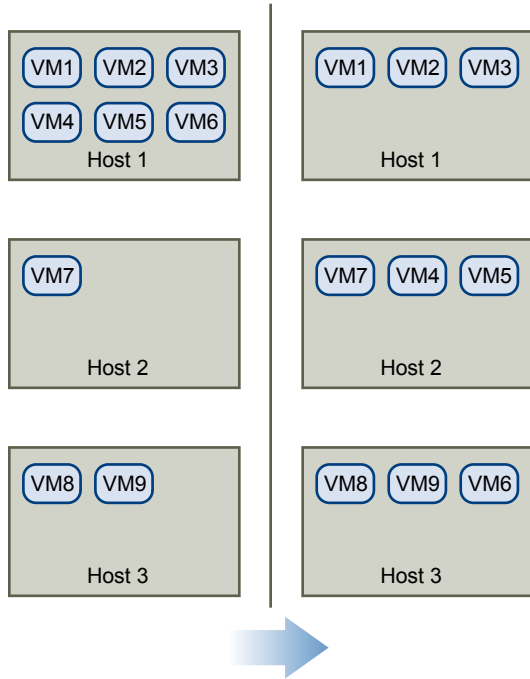 VM1 VM2 VM3
VM4 VM5 VM6
Host 1
VM7
Host 2
VM8 VM9
Host 3
VM1 VM2 VM3
Host 1
VM7 VM4 VM5
Host 2
VM8 VM9 VM6
Host 3